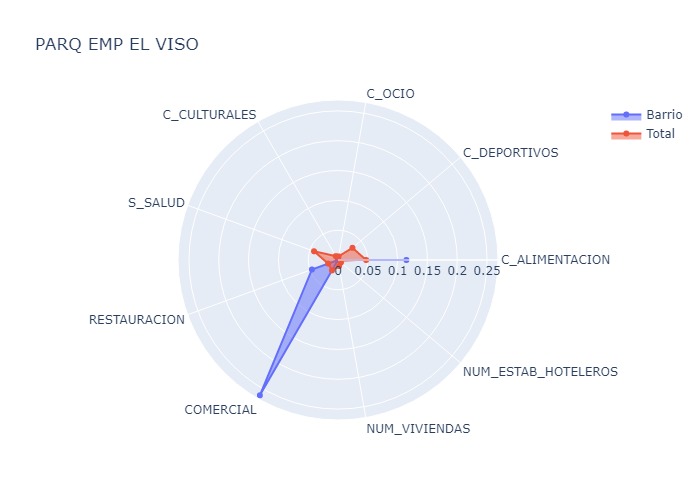 PARQ EMP EL VISO
C_OCIO
C_CULTURALES
Barrio
Total
C_DEPORTIVOS
S_SALUD
C_ALIMENTACION
0 0.05 0.1 0.15 0.2 0.25
RESTAURACION
NUM_ESTAB_HOTELEROS
COMERCIAL
NUM_VIVIENDAS